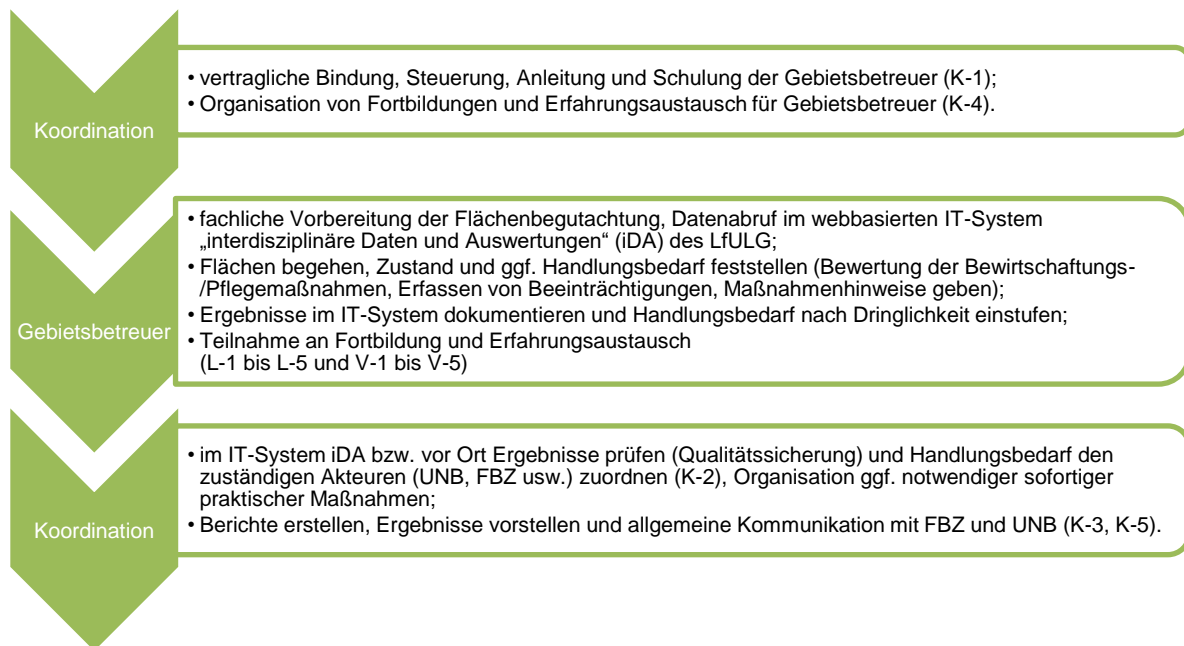 Koordination
• vertragliche Bindung, Steuerung, Anleitung und Schulung der Gebietsbetreuer (K-1);
• Organisation von Fortbildungen und Erfahrungsaustausch für Gebietsbetreuer (K-4).
Gebietsbetreuer
• fachliche Vorbereitung der Flächenbegutachtung, Datenabruf im webbasierten IT-System
„interdisziplinäre Daten und Auswertungen“ (iDA) des LfULG;
• Flächen begehen, Zustand und ggf. Handlungsbedarf feststellen (Bewertung der Bewirtschaftungs-
/Pflegemaßnahmen, Erfassen von Beeinträchtigungen, Maßnahmenhinweise geben);
• Ergebnisse im IT-System dokumentieren und Handlungsbedarf nach Dringlichkeit einstufen;
• Teilnahme an Fortbildung und Erfahrungsaustausch
(L-1 bis L-5 und V-1 bis V-5)
Koordination
• im IT-System iDA bzw. vor Ort Ergebnisse prüfen (Qualitätssicherung) und Handlungsbedarf den
zuständigen Akteuren (UNB, FBZ usw.) zuordnen (K-2), Organisation ggf. notwendiger sofortiger
praktischer Maßnahmen;
• Berichte erstellen, Ergebnisse vorstellen und allgemeine Kommunikation mit FBZ und UNB (K-3, K-5).